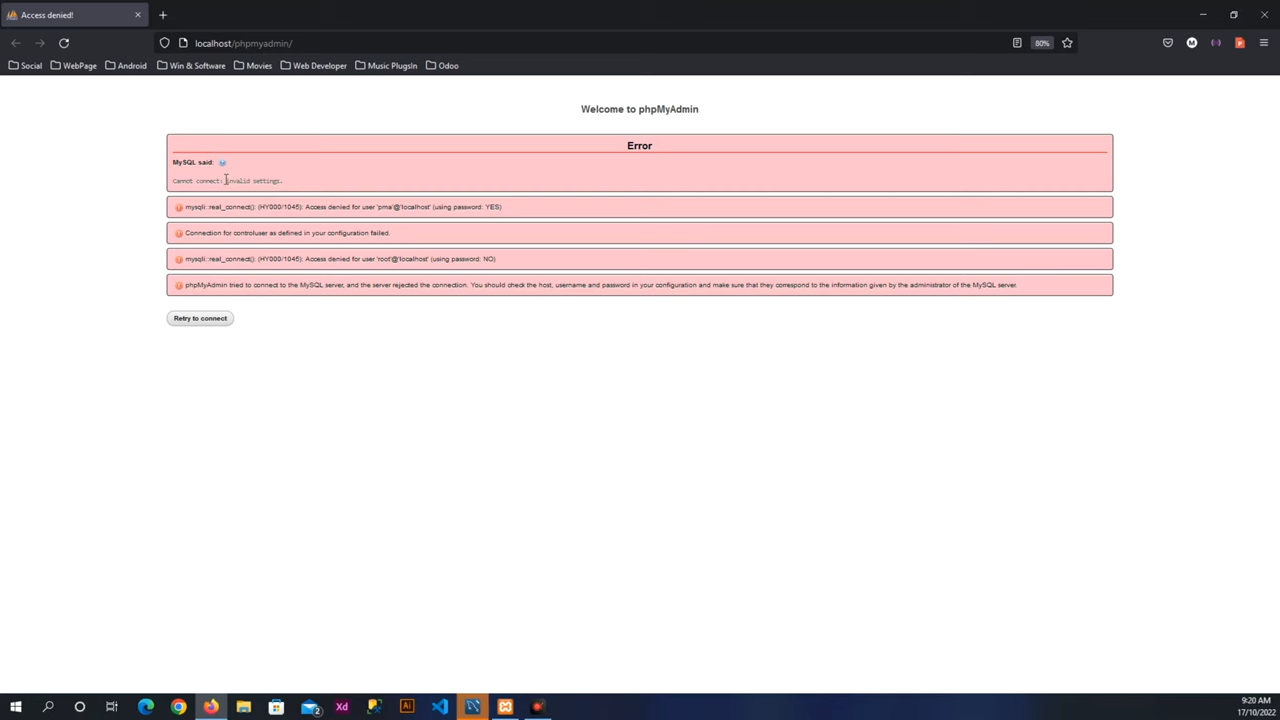 Access denied!
localhost/phpmyadmin/
80%
Social WebPage Android Win & Software Movies Web Developer Music PlugsIn Odoo
Welcome to phpMyAdmin
Error
MySQL said:
Cannot connect: invalid settings.
mysqli::real_connect(): (HY000/1045): Access denied for user 'pma'@'localhost' (using password: YES)
Connection for controluser as defined in your configuration failed.
mysqli::real_connect(): (HY000/1045): Access denied for user 'root'@'localhost' (using password: NO)
phpMyAdmin tried to connect to the MySQL server, and the server rejected the connection. You should check the host, username and password in your configuration and make sure that they correspond to the information given by the administrator of the MySQL server.
Retry to connect
9:20 AM
17/10/2022